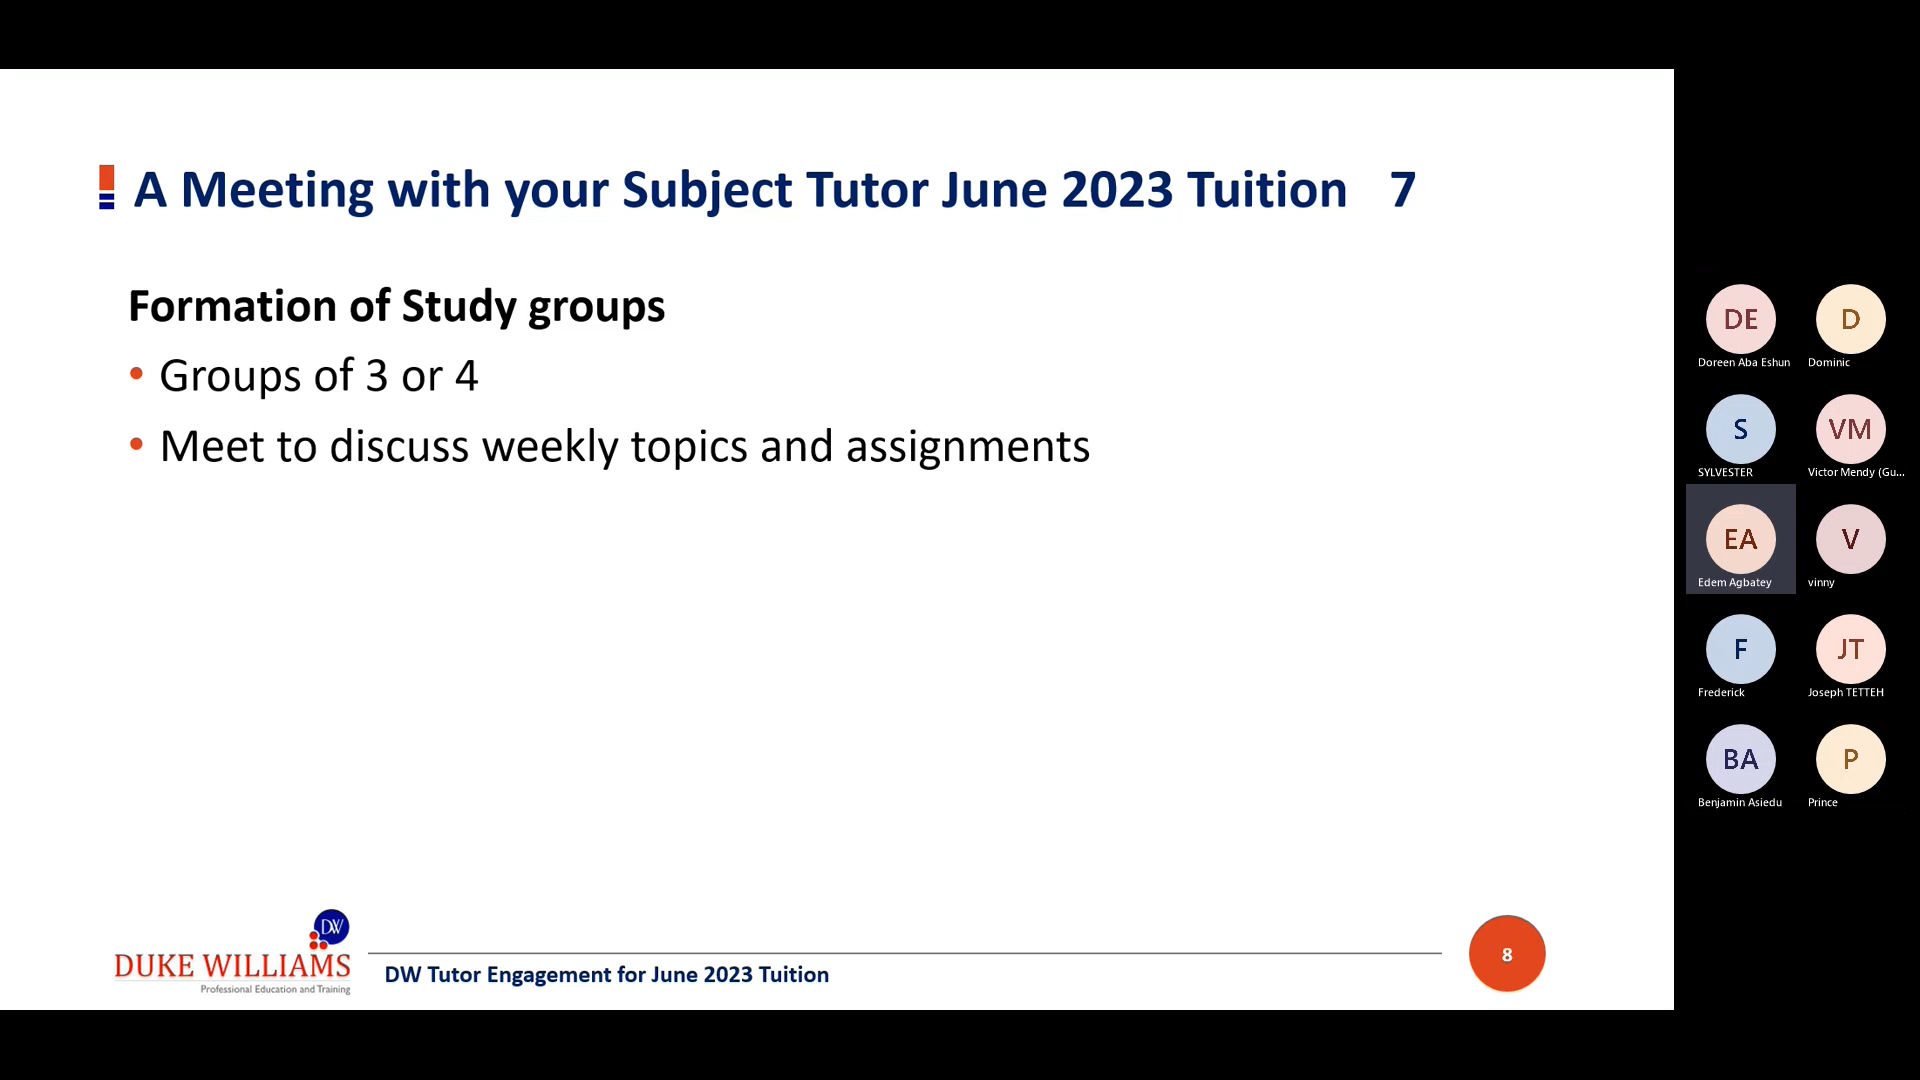 A Meeting with your Subject Tutor June 2023 Tuition 7
Formation of Study groups
• Groups of 3 or 4
• Meet to discuss weekly topics and assignments
DW
DUKE WILLIAMS
Professional Education and Training
DW Tutor Engagement for June 2023 Tuition
8
DE
Doreen Aba Eshun
D
Dominic
S
SYLVESTER
VM
Victor Mendy (Gu...
EA
Edem Agbatey
V
vinny
F
Frederick
JT
Joseph TETTEH
BA
Benjamin Asiedu
P
Prince